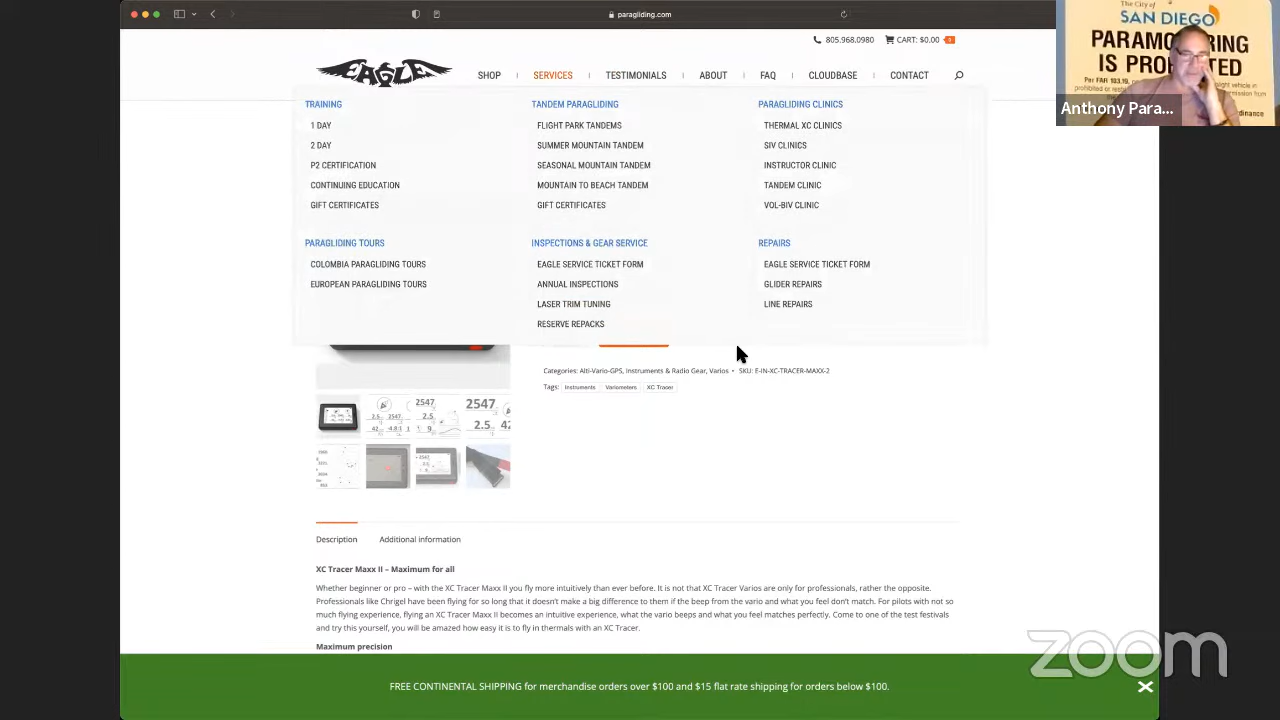 paragliding.com
805.968.0980 CART: $0.00
EAGLE
SHOP SERVICES TESTIMONIALS ABOUT FAQ CLOUDBASE CONTACT
TRAINING
1 DAY
2 DAY
P2 CERTIFICATION
CONTINUING EDUCATION
GIFT CERTIFICATES
TANDEM PARAGLIDING
FLIGHT PARK TANDEMS
SUMMER MOUNTAIN TANDEM
SEASONAL MOUNTAIN TANDEM
MOUNTAIN TO BEACH TANDEM
GIFT CERTIFICATES
PARAGLIDING CLINICS
THERMAL XC CLINICS
SIV CLINICS
INSTRUCTOR CLINIC
TANDEM CLINIC
VOL-BIV CLINIC
PARAGLIDING TOURS
COLOMBIA PARAGLIDING TOURS
EUROPEAN PARAGLIDING TOURS
INSPECTIONS & GEAR SERVICE
EAGLE SERVICE TICKET FORM
ANNUAL INSPECTIONS
LASER TRIM TUNING
RESERVE REPACKS
REPAIRS
EAGLE SERVICE TICKET FORM
GLIDER REPAIRS
LINE REPAIRS
Categories: Alti-Vario-GPS, Instruments & Radio Gear, Varios • SKU: E-IN-XC-TRACER-MAXX-2
Tags: Instruments Variometers XC Tracer
2547
2.5
42
2547
2.5
2547
2.5
42
Description Additional information
XC Tracer Maxx II – Maximum for all
Whether beginner or pro – with the XC Tracer Maxx II you fly more intuitively than ever before. It is not that XC Tracer Varios are only for professionals, rather the opposite.
Professionals like Chrigel have been flying for so long that it doesn't make a big difference to them if the beep from the vario and what you feel don't match. For pilots with not so
much flying experience, flying an XC Tracer Maxx II becomes an intuitive experience, what the vario beeps and what you feel matches perfectly. Come to one of the test festivals
and try this yourself, you will be amazed how easy it is to fly in thermals with an XC Tracer.
Maximum precision
FREE CONTINENTAL SHIPPING for merchandise orders over $100 and $15 flat rate shipping for orders below $100.
The City of
SAN DIEGO
PARAMOTORING
IS PROHIBITED
Per FAR 103.19,
Anthony Para...
zoom